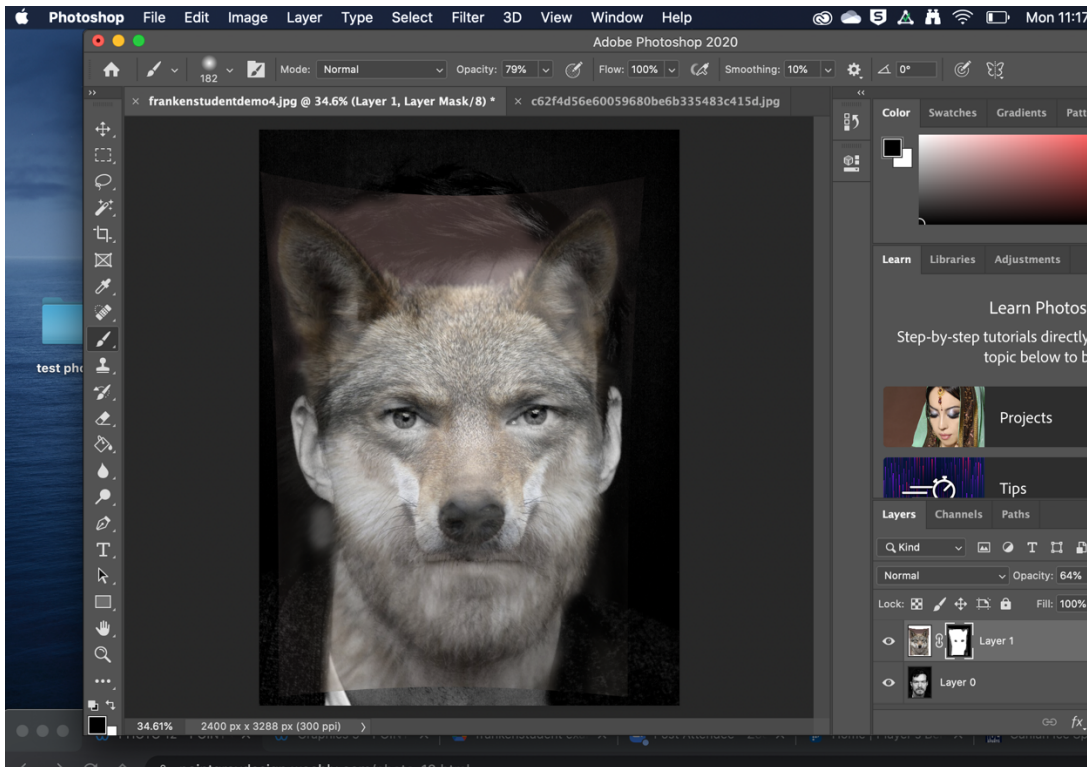 Photoshop File Edit Image Layer Type Select Filter 3D View Window Help Mon 11:17
Adobe Photoshop 2020
182 Mode: Normal Opacity: 79% Flow: 100% Smoothing: 10% 0°
× frankenstudentdemo4.jpg @ 34.6% (Layer 1, Layer Mask/8) * × c62f4d56e60059680be6b335483c415d.jpg
Color Swatches Gradients Patt
Learn Libraries Adjustments
Learn Photos
Step-by-step tutorials directly
topic below to b
test pho
Projects
Tips
Layers Channels Paths
Kind
Normal Opacity: 64%
Lock: Fill: 100%
Layer 1
Layer 0
fx
34.61% 2400 px x 3288 px (300 ppi)